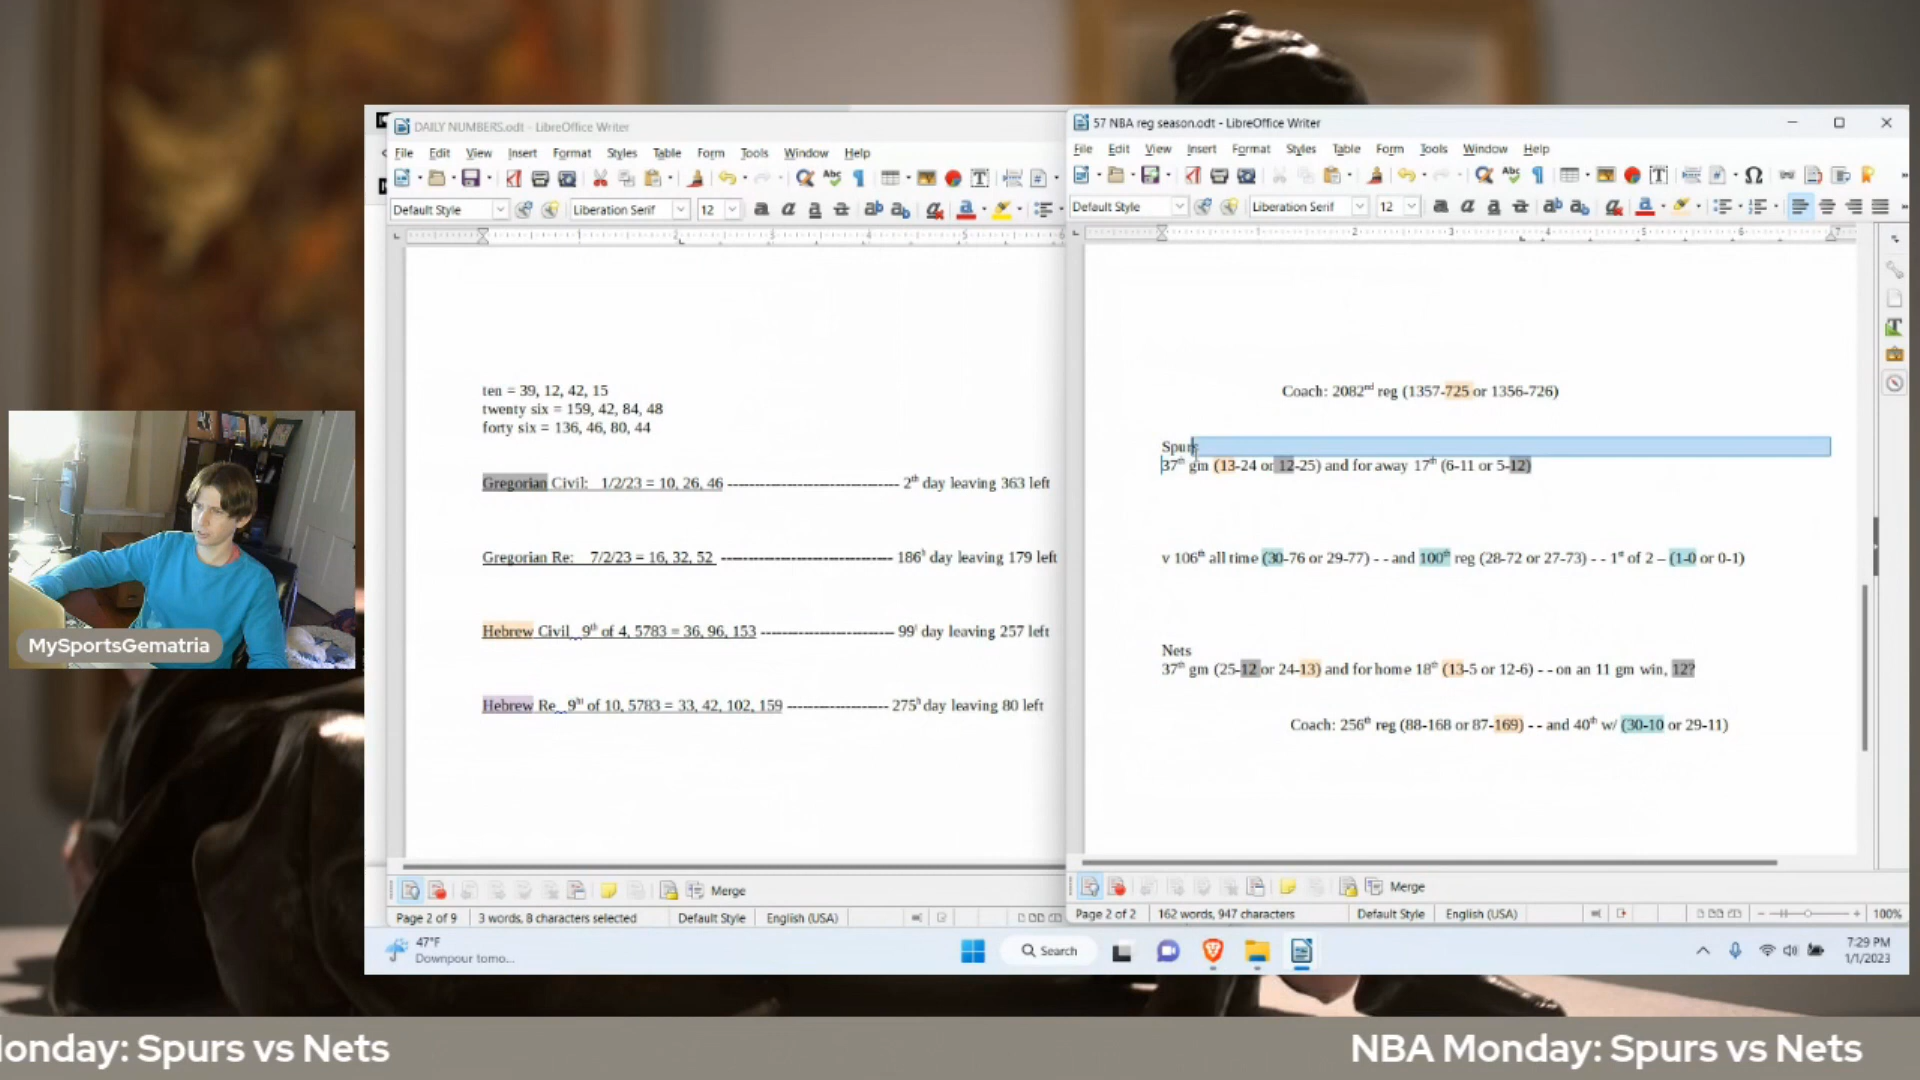 DAILY NUMBERS.odt - LibreOffice Writer
File Edit View Insert Format Styles Table Form Tools Window Help
Default Style Liberation Serif 12
ten = 39, 12, 42, 15
twenty six = 159, 42, 84, 48
forty six = 136, 46, 80, 44
Gregorian Civil: 1/2/23 = 10, 26, 46 ------------------------------- 2th day leaving 363 left
Gregorian Re: 7/2/23 = 16, 32, 52 ------------------------------- 186h day leaving 179 left
Hebrew Civil 9th of 4, 5783 = 36, 96, 153 ------------------------ 99t day leaving 257 left
Hebrew Re 9ht of 10, 5783 = 33, 42, 102, 159 ------------------ 275h day leaving 80 left
Merge
Page 2 of 9 3 words, 8 characters selected Default Style English (USA)
57 NBA reg season.odt - LibreOffice Writer
File Edit View Insert Format Styles Table Form Tools Window Help
Default Style Liberation Serif 12
Coach: 2082nd reg (1357-725 or 1356-726)
Spurs
37th gm (13-24 or 12-25) and for away 17th (6-11 or 5-12)
v 106th all time (30-76 or 29-77) - - and 100th reg (28-72 or 27-73) - - 1st of 2 – (1-0 or 0-1)
Nets
37th gm (25-12 or 24-13) and for home 18th (13-5 or 12-6) - - on an 11 gm win, 12?
Coach: 256th reg (88-168 or 87-169) - - and 40th w/ (30-10 or 29-11)
Merge
Page 2 of 2 162 words, 947 characters Default Style English (USA) 100%
47°F
Downpour tomo...
Search
7:29 PM
1/1/2023
MySportsGematria
Monday: Spurs vs Nets
NBA Monday: Spurs vs Nets